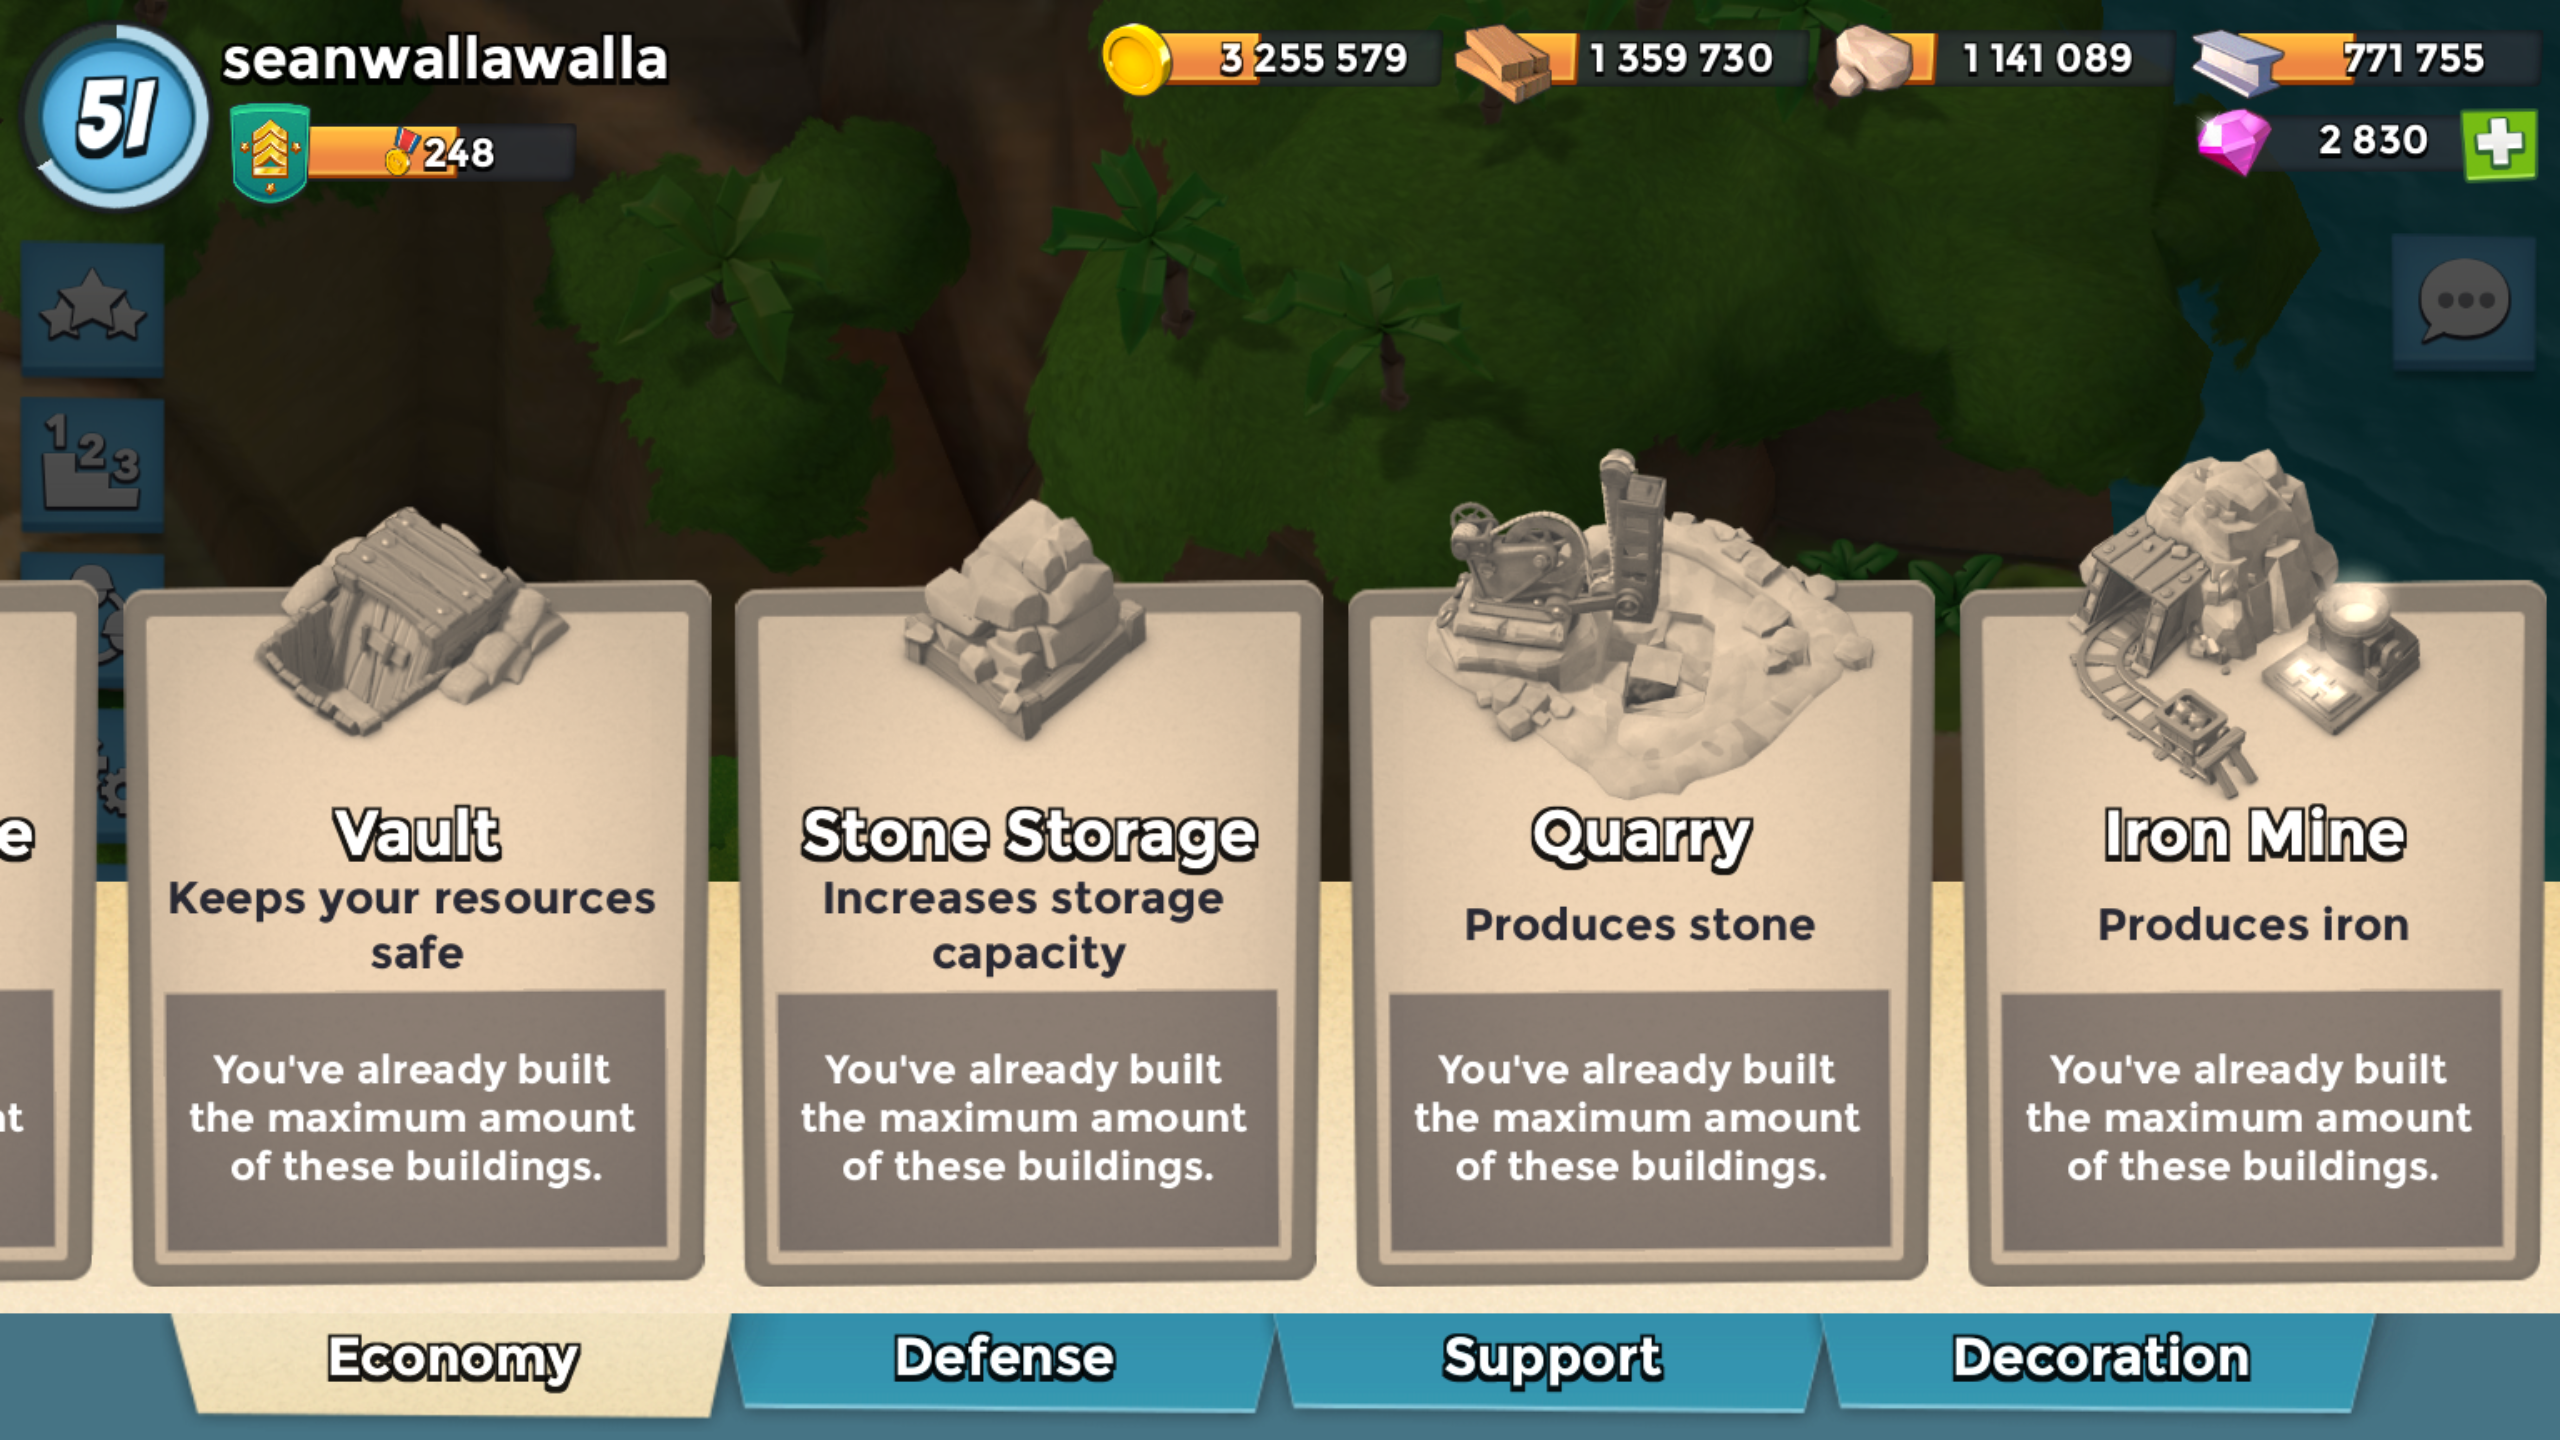 51
seanwallawalla
248
3 255 579
1 359 730
1 141 089
771 755
2 830
1 2 3
Vault
Keeps your resources
safe
You've already built
the maximum amount
of these buildings.
Stone Storage
Increases storage
capacity
You've already built
the maximum amount
of these buildings.
Quarry
Produces stone
You've already built
the maximum amount
of these buildings.
Iron Mine
Produces iron
You've already built
the maximum amount
of these buildings.
Economy
Defense
Support
Decoration